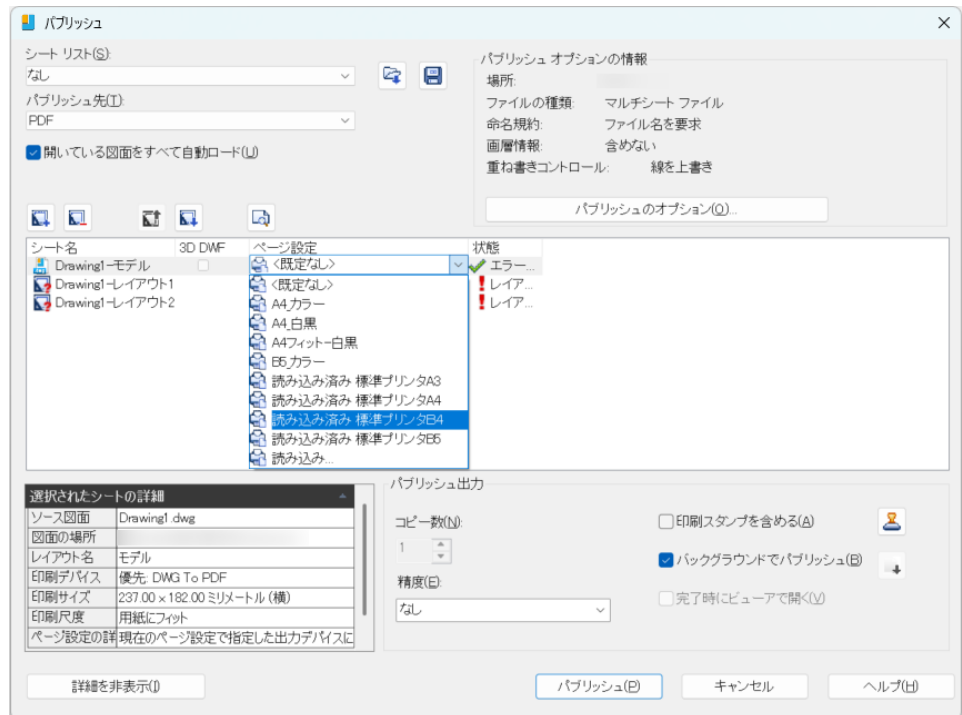 パブリッシュ
シート リスト(S):
なし
パブリッシュ先(T):
PDF
開いている図面をすべて自動ロード(U)
パブリッシュ オプションの情報
場所:
ファイルの種類: マルチシート ファイル
命名規約: ファイル名を要求
画層情報: 含めない
重ね書きコントロール: 線を上書き
パブリッシュのオプション(O)...
シート名 3D DWF ページ設定 状態
Drawing1-モデル <既定なし> エラー...
Drawing1-レイアウト1 <既定なし> レイア...
Drawing1-レイアウト2 A4_カラー レイア...
A4_白黒
A4フィット-白黒
B5_カラー
読み込み済み 標準プリンタA3
読み込み済み 標準プリンタA4
読み込み済み 標準プリンタB4
読み込み済み 標準プリンタB5
読み込み...
選択されたシートの詳細
ソース図面 Drawing1.dwg
図面の場所
レイアウト名 モデル
印刷デバイス 優先: DWG To PDF
印刷サイズ 237.00 x 182.00 ミリメートル (横)
印刷尺度 用紙にフィット
ページ設定の詳 現在のページ設定で指定した出力デバイスに
パブリッシュ出力
コピー数(N):
1
精度(E):
なし
印刷スタンプを含める(A)
バックグラウンドでパブリッシュ(B)
完了時にビューアで開く(V)
詳細を非表示(I)
パブリッシュ(P)
キャンセル
ヘルプ(H)